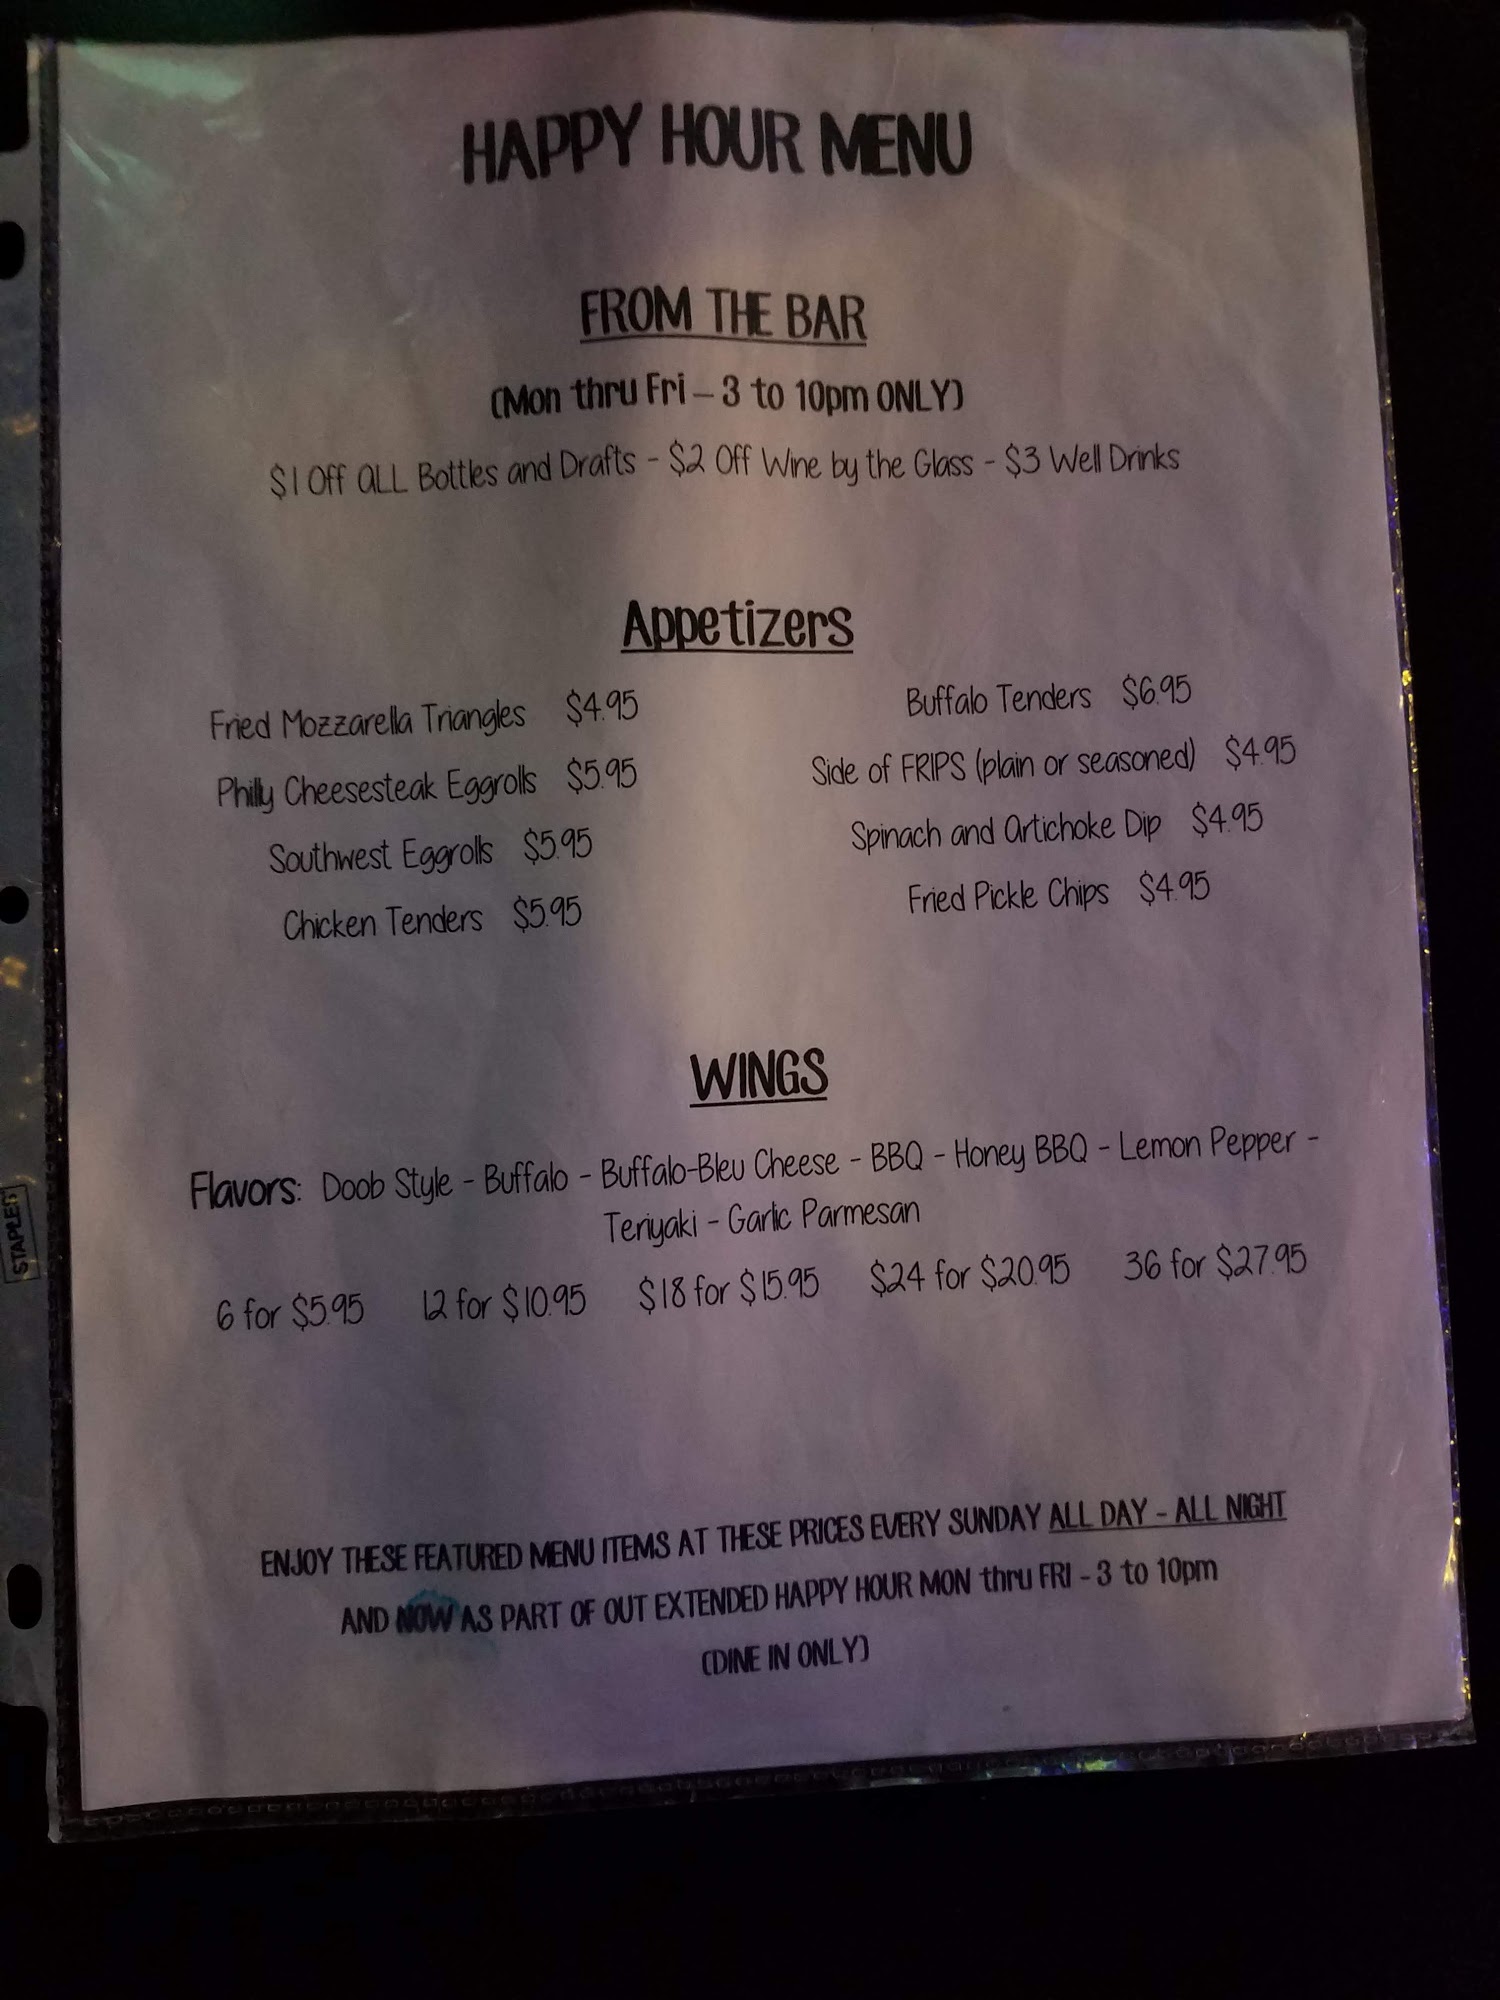 HAPPY HOUR MENU
FROM THE BAR
(Mon thru Fri – 3 to 10pm ONLY)
$1 Off ALL Bottles and Drafts - $2 Off Wine by the Glass - $3 Well Drinks
Appetizers
Fried Mozzarella Triangles $4.95
Philly Cheesesteak Eggrolls $5.95
Southwest Eggrolls $5.95
Chicken Tenders $5.95
Buffalo Tenders $6.95
Side of FRIPS (plain or seasoned) $4.95
Spinach and Artichoke Dip $4.95
Fried Pickle Chips $4.95
WINGS
Flavors: Doob Style - Buffalo - Buffalo-Bleu Cheese - BBQ - Honey BBQ - Lemon Pepper -
Teriyaki - Garlic Parmesan
6 for $5.95 12 for $10.95 $18 for $15.95 $24 for $20.95 36 for $27.95
ENJOY THESE FEATURED MENU ITEMS AT THESE PRICES EVERY SUNDAY ALL DAY - ALL NIGHT
AND NOW AS PART OF OUT EXTENDED HAPPY HOUR MON thru FRI - 3 to 10pm
(DINE IN ONLY)
STAPLES